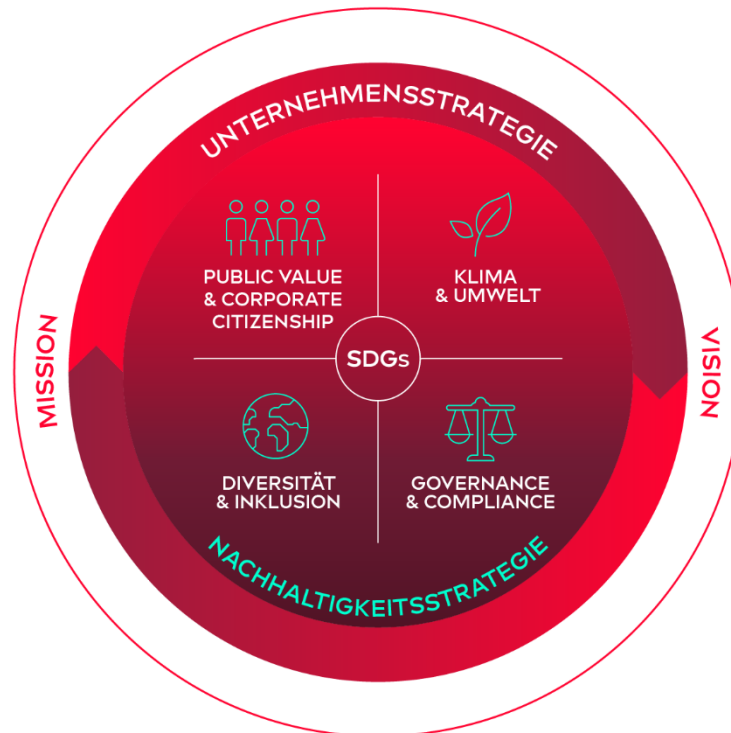 UNTERNEHMENSSTRATEGIE
PUBLIC VALUE
& CORPORATE
CITIZENSHIP
KLIMA
& UMWELT
MISSION
SDGs
VISION
DIVERSITÄT
& INKLUSION
GOVERNANCE
& COMPLIANCE
NACHHALTIGKEITSSTRATEGIE